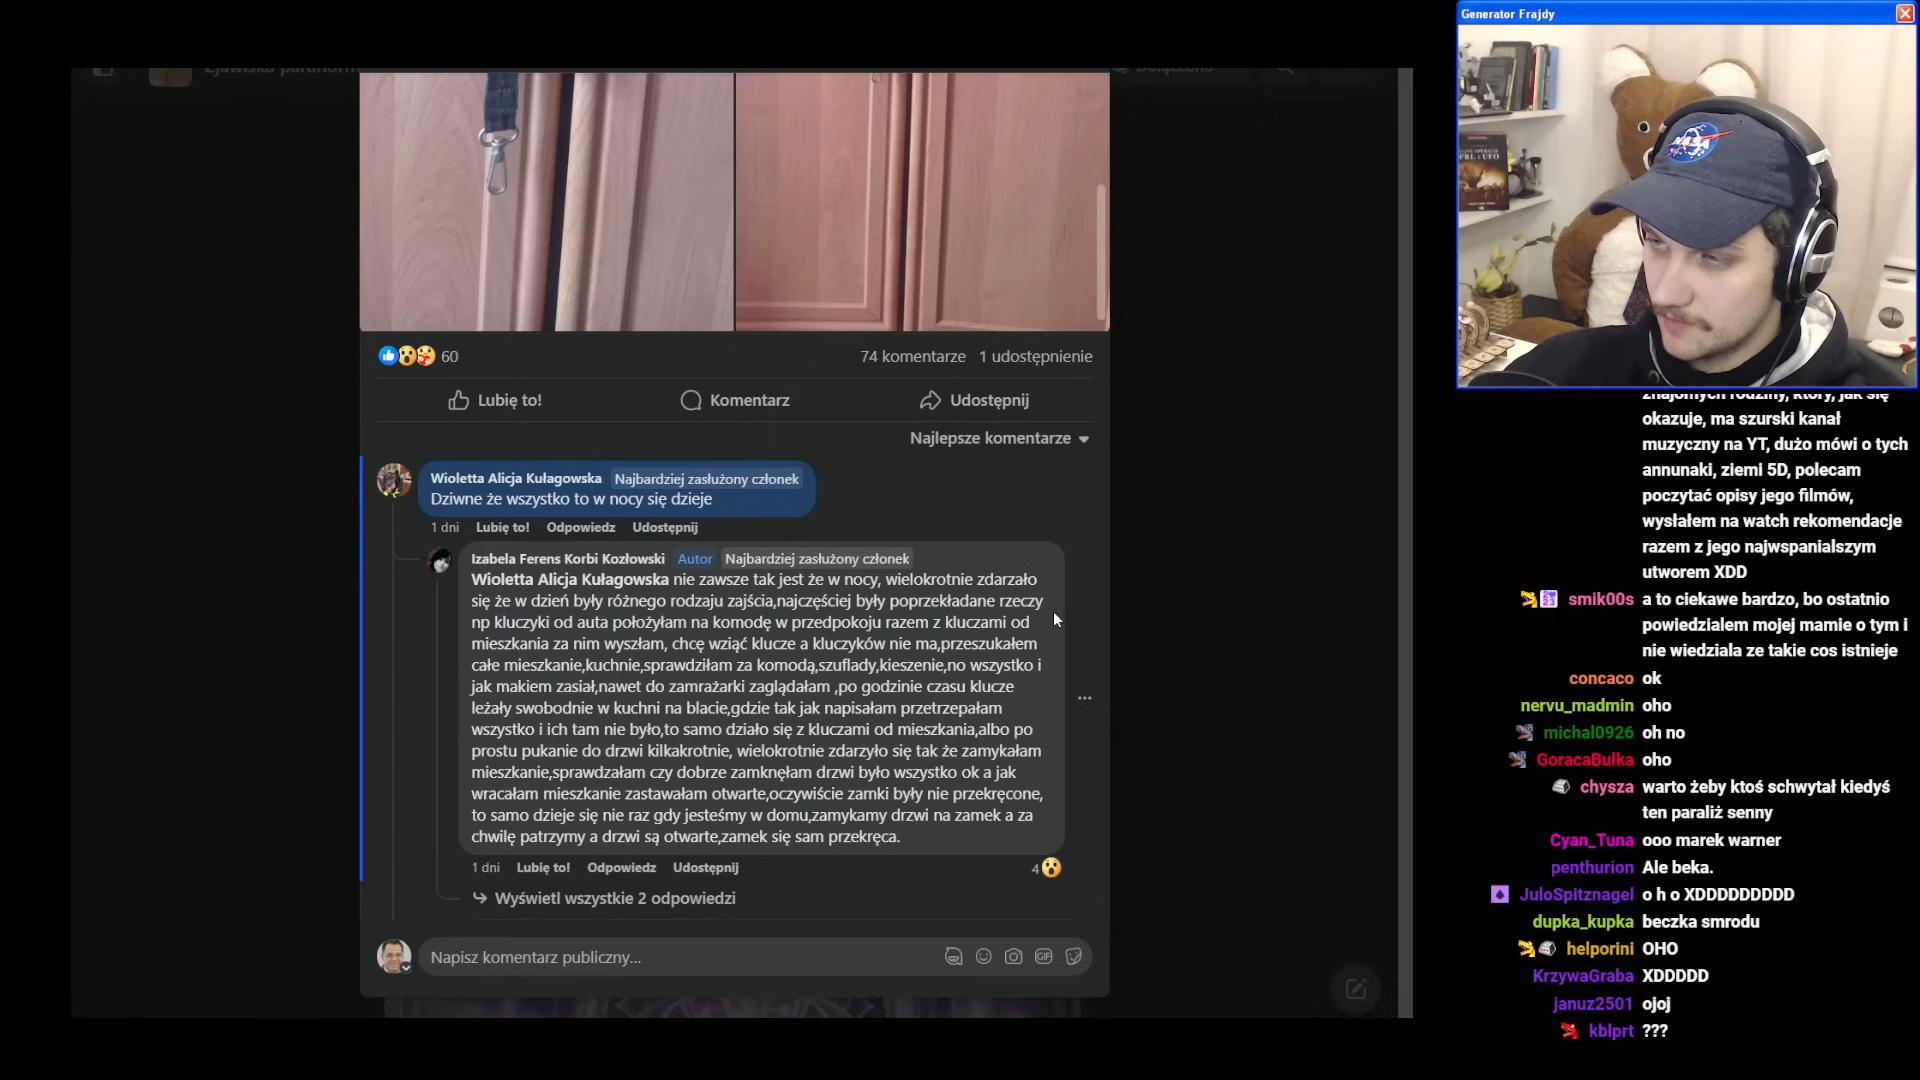 Generator Frajdy
Zjawiska paranorm
Dołączono
NASA
PRL i UFO
60
74 komentarze 1 udostępnienie
Lubię to!
Komentarz
Udostępnij
Najlepsze komentarze
Wioletta Alicja Kułagowska Najbardziej zasłużony członek
Dziwne że wszystko to w nocy się dzieje
1 dni Lubię to! Odpowiedz Udostępnij
Izabela Ferens Korbi Kozłowski Autor Najbardziej zasłużony członek
Wioletta Alicja Kułagowska nie zawsze tak jest że w nocy, wielokrotnie zdarzało
się że w dzień były różnego rodzaju zajścia,najczęściej były poprzekładane rzeczy
np kluczyki od auta położyłam na komodę w przedpokoju razem z kluczami od
mieszkania za nim wyszłam, chcę wziąć klucze a kluczyków nie ma,przeszukałem
całe mieszkanie,kuchnie,sprawdziłam za komodą,szuflady,kieszenie,no wszystko i
jak makiem zasiał,nawet do zamrażarki zaglądałam ,po godzinie czasu klucze
leżały swobodnie w kuchni na blacie,gdzie tak jak napisałam przetrzepałam
wszystko i ich tam nie było,to samo działo się z kluczami od mieszkania,albo po
prostu pukanie do drzwi kilkakrotnie, wielokrotnie zdarzyło się tak że zamykałam
mieszkanie,sprawdzałam czy dobrze zamknęłam drzwi było wszystko ok a jak
wracałam mieszkanie zastawałam otwarte,oczywiście zamki były nie przekręcone,
to samo dzieje się nie raz gdy jesteśmy w domu,zamykamy drzwi na zamek a za
chwilę patrzymy a drzwi są otwarte,zamek się sam przekręca.
1 dni Lubię to! Odpowiedz Udostępnij
4
Wyświetl wszystkie 2 odpowiedzi
Napisz komentarz publiczny...
GIF
znajomych rodziny, który, jak się
okazuje, ma szurski kanał
muzyczny na YT, dużo mówi o tych
annunaki, ziemi 5D, polecam
poczytać opisy jego filmów,
wysłałem na watch rekomendacje
razem z jego najwspanialszym
utworem XDD
smik00s a to ciekawe bardzo, bo ostatnio
powiedzialem mojej mamie o tym i
nie wiedziala ze takie cos istnieje
concaco ok
nervu_madmin oho
michal0926 oh no
GoracaBulka oho
chysza warto żeby ktoś schwytał kiedyś
ten paraliż senny
Cyan_Tuna ooo marek warner
penthurion Ale beka.
JuloSpitznagel o h o XDDDDDDDDD
dupka_kupka beczka smrodu
helporini OHO
KrzywaGraba XDDDDD
januz2501 ojoj
kblprt ???